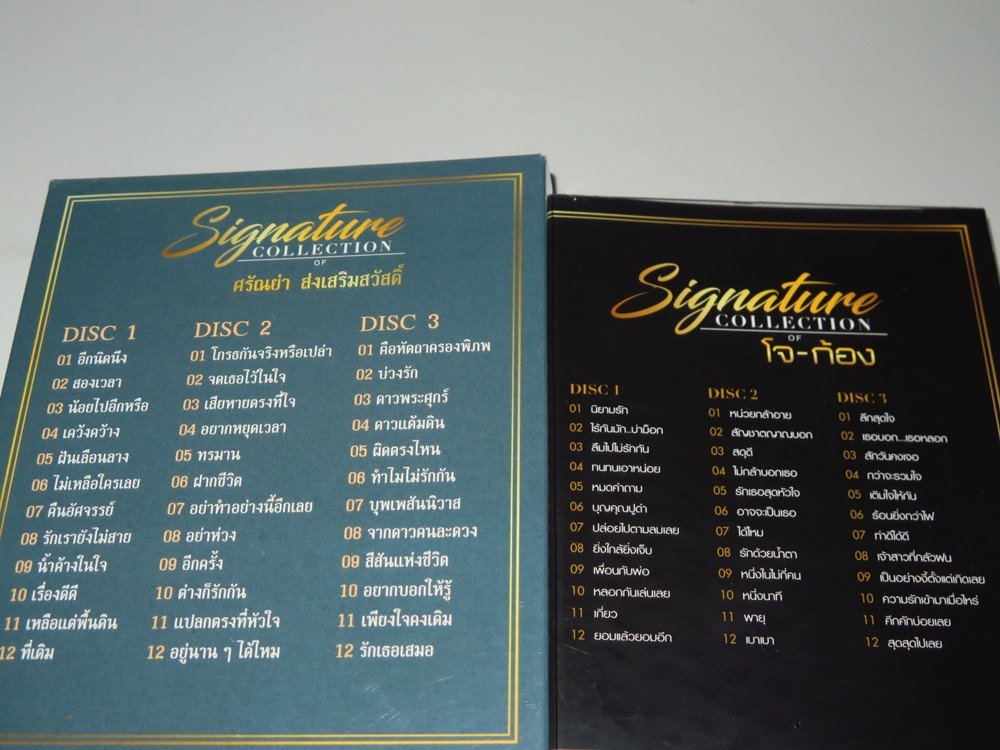 Signature
COLLECTION
OF
ศรัณย่า ส่งเสริมสวัสดิ์
DISC 1
01 อีกนิดนึง
02 สองเวลา
03 น้อยไปอีกหรือ
04 เคว้งคว้าง
05 ฝันเลือนลาง
06 ไม่เหลือใครเลย
07 คืนอัศจรรย์
08 รักเรายังไม่สาย
09 น้ำค้างในใจ
10 เรื่องดีดี
11 เหลือแต่พื้นดิน
12 ที่เดิม
DISC 2
01 โกรธกันจริงหรือเปล่า
02 จดเธอไว้ในใจ
03 เสียหายตรงที่ใจ
04 อยากหยุดเวลา
05 ทรมาน
06 ฝากชีวิต
07 อย่าทำอย่างนี้อีกเลย
08 อย่าห่วง
09 อีกครั้ง
10 ต่างก็รักกัน
11 แปลกตรงที่หัวใจ
12 อยู่นาน ๆ ได้ไหม
DISC 3
01 คือหัตถาครองพิภพ
02 บ่วงรัก
03 ดาวพระศุกร์
04 ดาวแต้มดิน
05 ผิดตรงไหน
06 ทำไมไม่รักกัน
07 บุพเพสันนิวาส
08 จากดาวคนละดวง
09 สีสันแห่งชีวิต
10 อยากบอกให้รู้
11 เพียงใจคงเดิม
12 รักเธอเสมอ
Signature
COLLECTION
OF
โจ-ก้อง
DISC 1
01 นิยามรัก
02 ไร้กันมัก..น่าม็อก
03 ลืมไปไม่รักกัน
04 ทนทนเอาหน่อย
05 หมดคำถาม
06 บุญคุณปูดำ
07 ปล่อยไปตามลมเลย
08 ยิ่งใกล้ยิ่งเจ็บ
09 เพื่อนกับพ่อ
10 หลอกกันเล่นเลย
11 เกี่ยว
12 ยอมแล้วยอมอีก
DISC 2
01 หน่วยกล้าอาย
02 สัญชาตญาณบอก
03 สดุดี
04 ไม่กล้าบอกเธอ
05 รักเธอสุดหัวใจ
06 อาจจะเป็นเธอ
07 ได้ไหม
08 รักด้วยน้ำตา
09 หนึ่งในไม่กี่คน
10 หนึ่งนาที
11 พายุ
12 เบาเบา
DISC 3
01 ลึกสุดใจ
02 เธอบอก...เธอหลอก
03 สักวันคงเจอ
04 กว่าจะรวมใจ
05 เติมใจให้กัน
06 ร้อนยิ่งกว่าไฟ
07 ทำดีได้ดี
08 เจ้าสาวที่กลัวฝน
09 เป็นอย่างงี้ตั้งแต่เกิดเลย
10 ความรักเข้ามาเมื่อไหร่
11 คึกคักบ่อยเลย
12 สุดสุดไปเลย